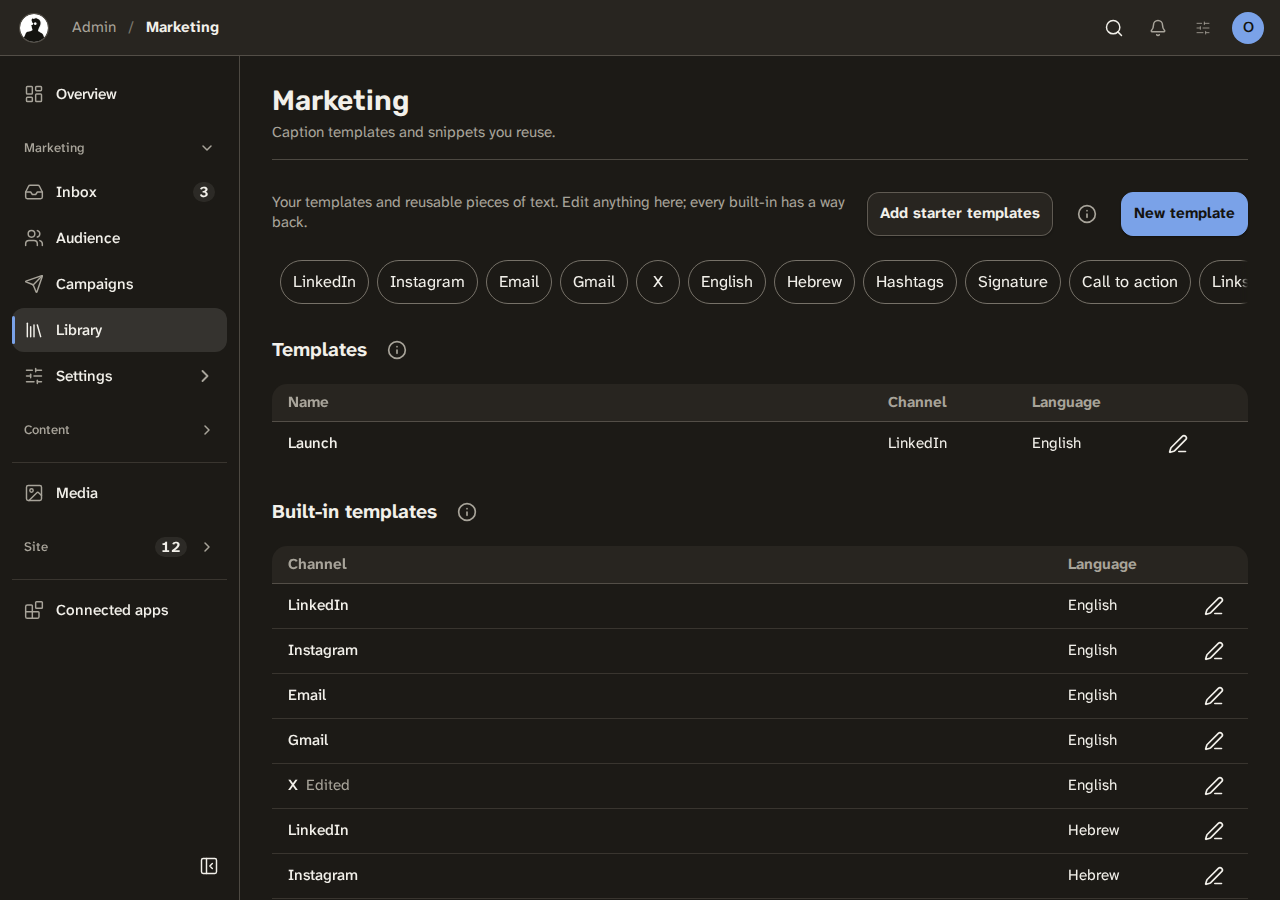 Admin / Marketing
O
Overview
Marketing
Inbox 3
Audience
Campaigns
Library
Settings
Content
Media
Site 12
Connected apps
Marketing
Caption templates and snippets you reuse.
Your templates and reusable pieces of text. Edit anything here; every built-in has a way
back.
Add starter templates
New template
LinkedIn Instagram Email Gmail X English Hebrew Hashtags Signature Call to action Links
Templates
Name Channel Language
Launch LinkedIn English
Built-in templates
Channel Language
LinkedIn English
Instagram English
Email English
Gmail English
X Edited English
LinkedIn Hebrew
Instagram Hebrew